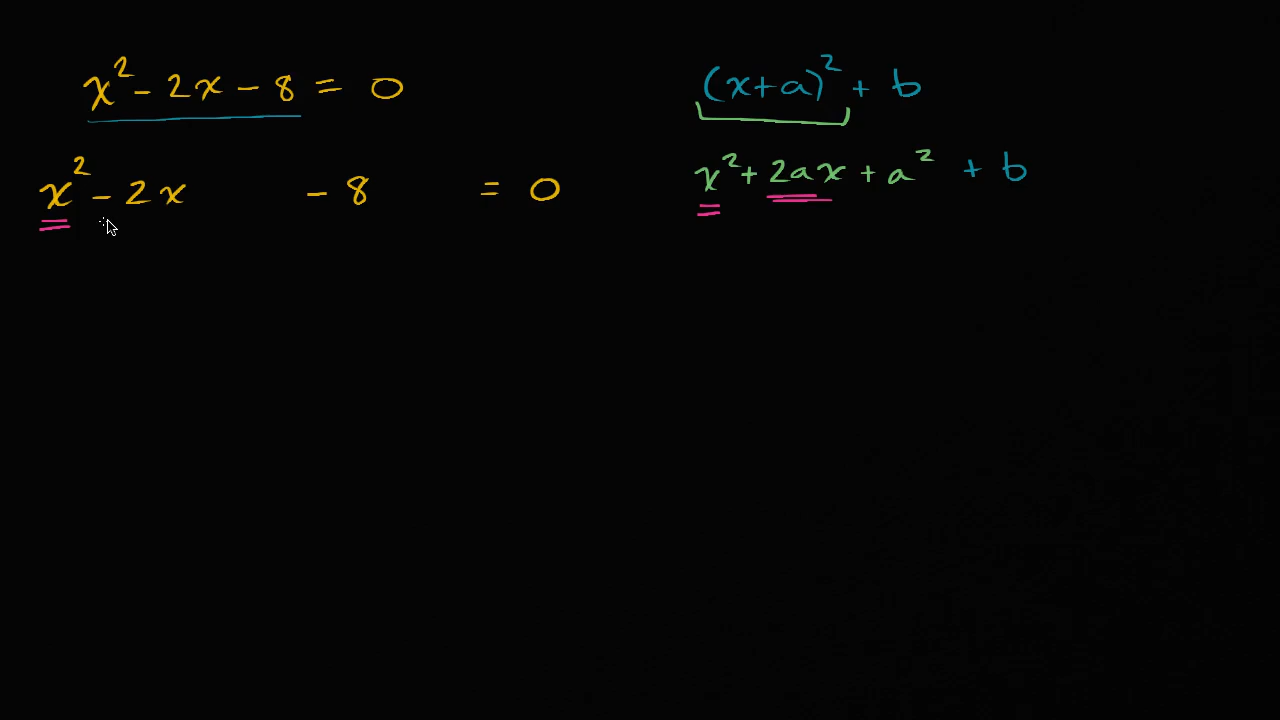 x² - 2x - 8 = 0
(x+a)² + b
x² - 2x - 8 = 0
x² + 2ax + a² + b